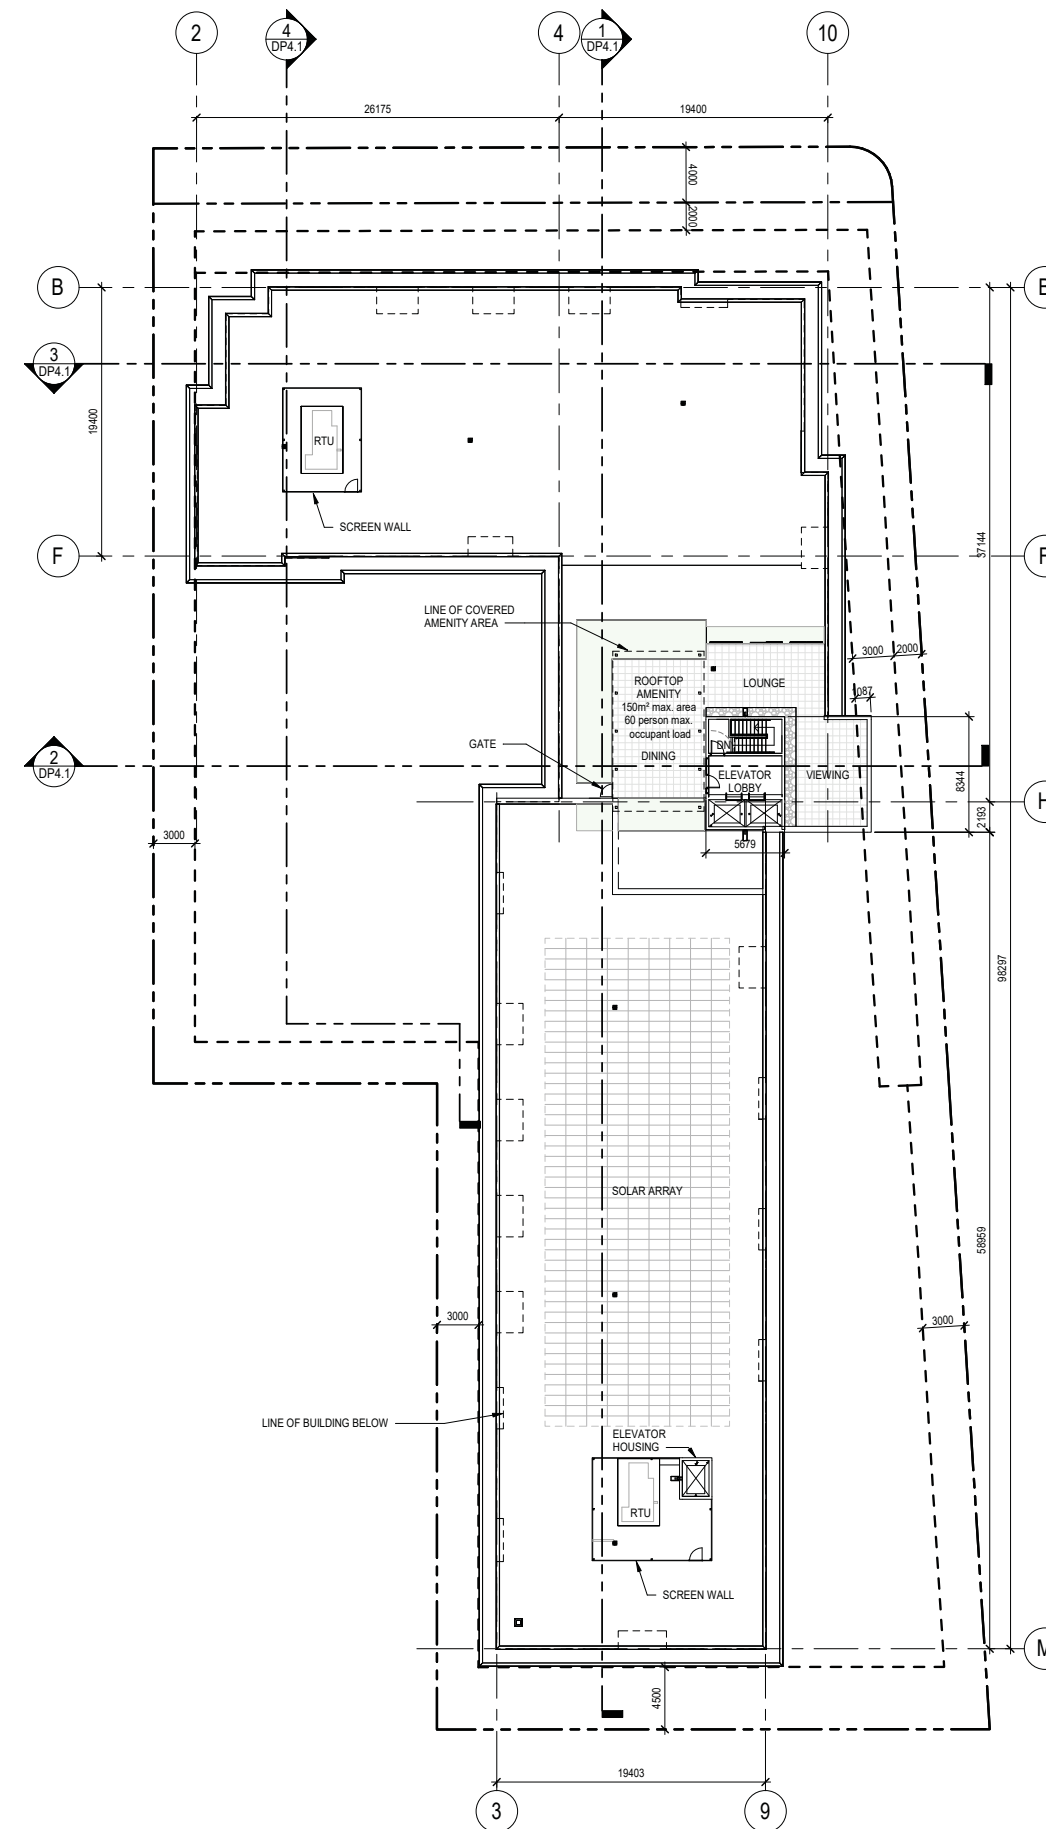 2
4
DP4.1
4
1
DP4.1
10
26175
19400
4000
2000
B
3
DP4.1
19400
RTU
SCREEN WALL
F
37144
LINE OF COVERED
AMENITY AREA
3000
2000
ROOFTOP
AMENITY
150m² max. area
60 person max.
occupant load
LOUNGE
1087
GATE
DINING
DN
ELEVATOR
LOBBY
VIEWING
8344
2
DP4.1
H
2193
3000
5679
98297
SOLAR ARRAY
58959
3000
3000
LINE OF BUILDING BELOW
ELEVATOR
HOUSING
RTU
SCREEN WALL
M
4500
19403
3
9